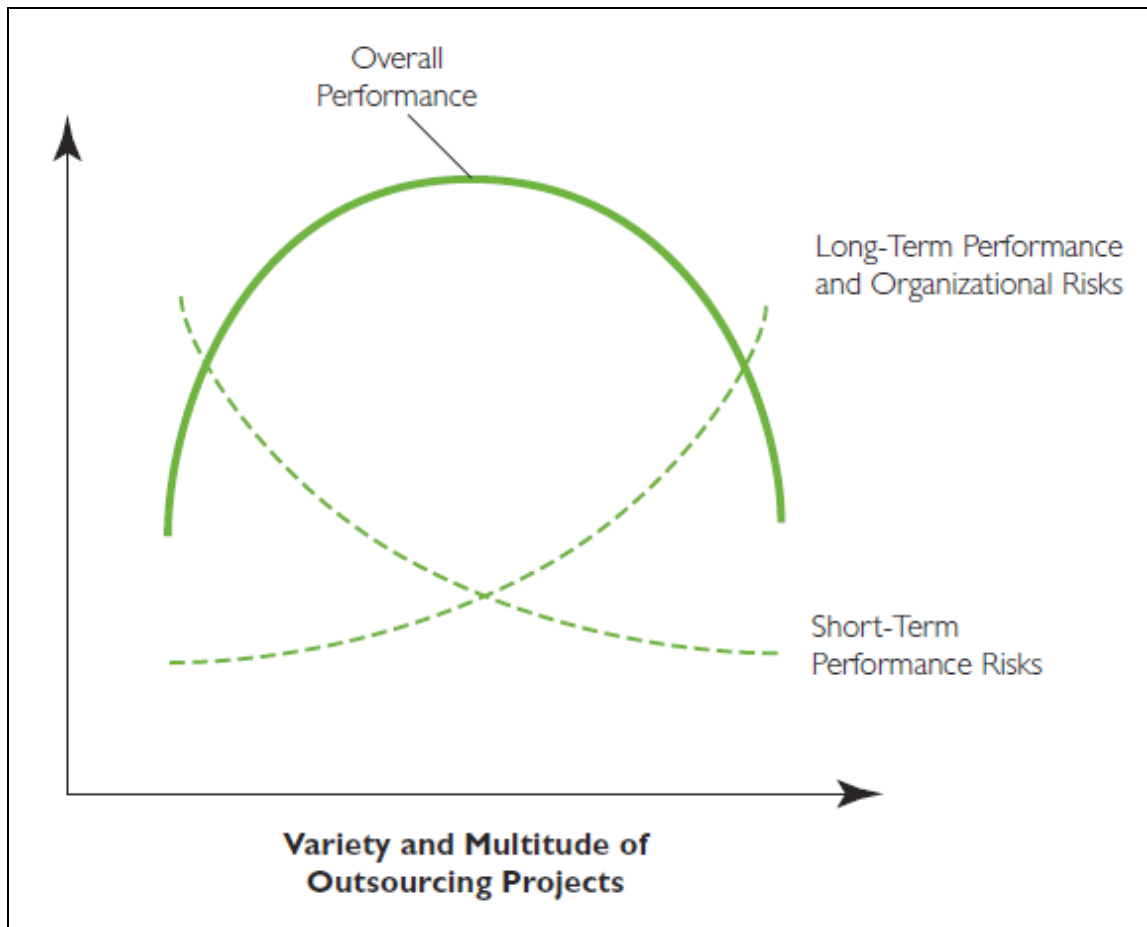 Overall
Performance
Long-Term Performance
and Organizational Risks
Short-Term
Performance Risks
Variety and Multitude of
Outsourcing Projects